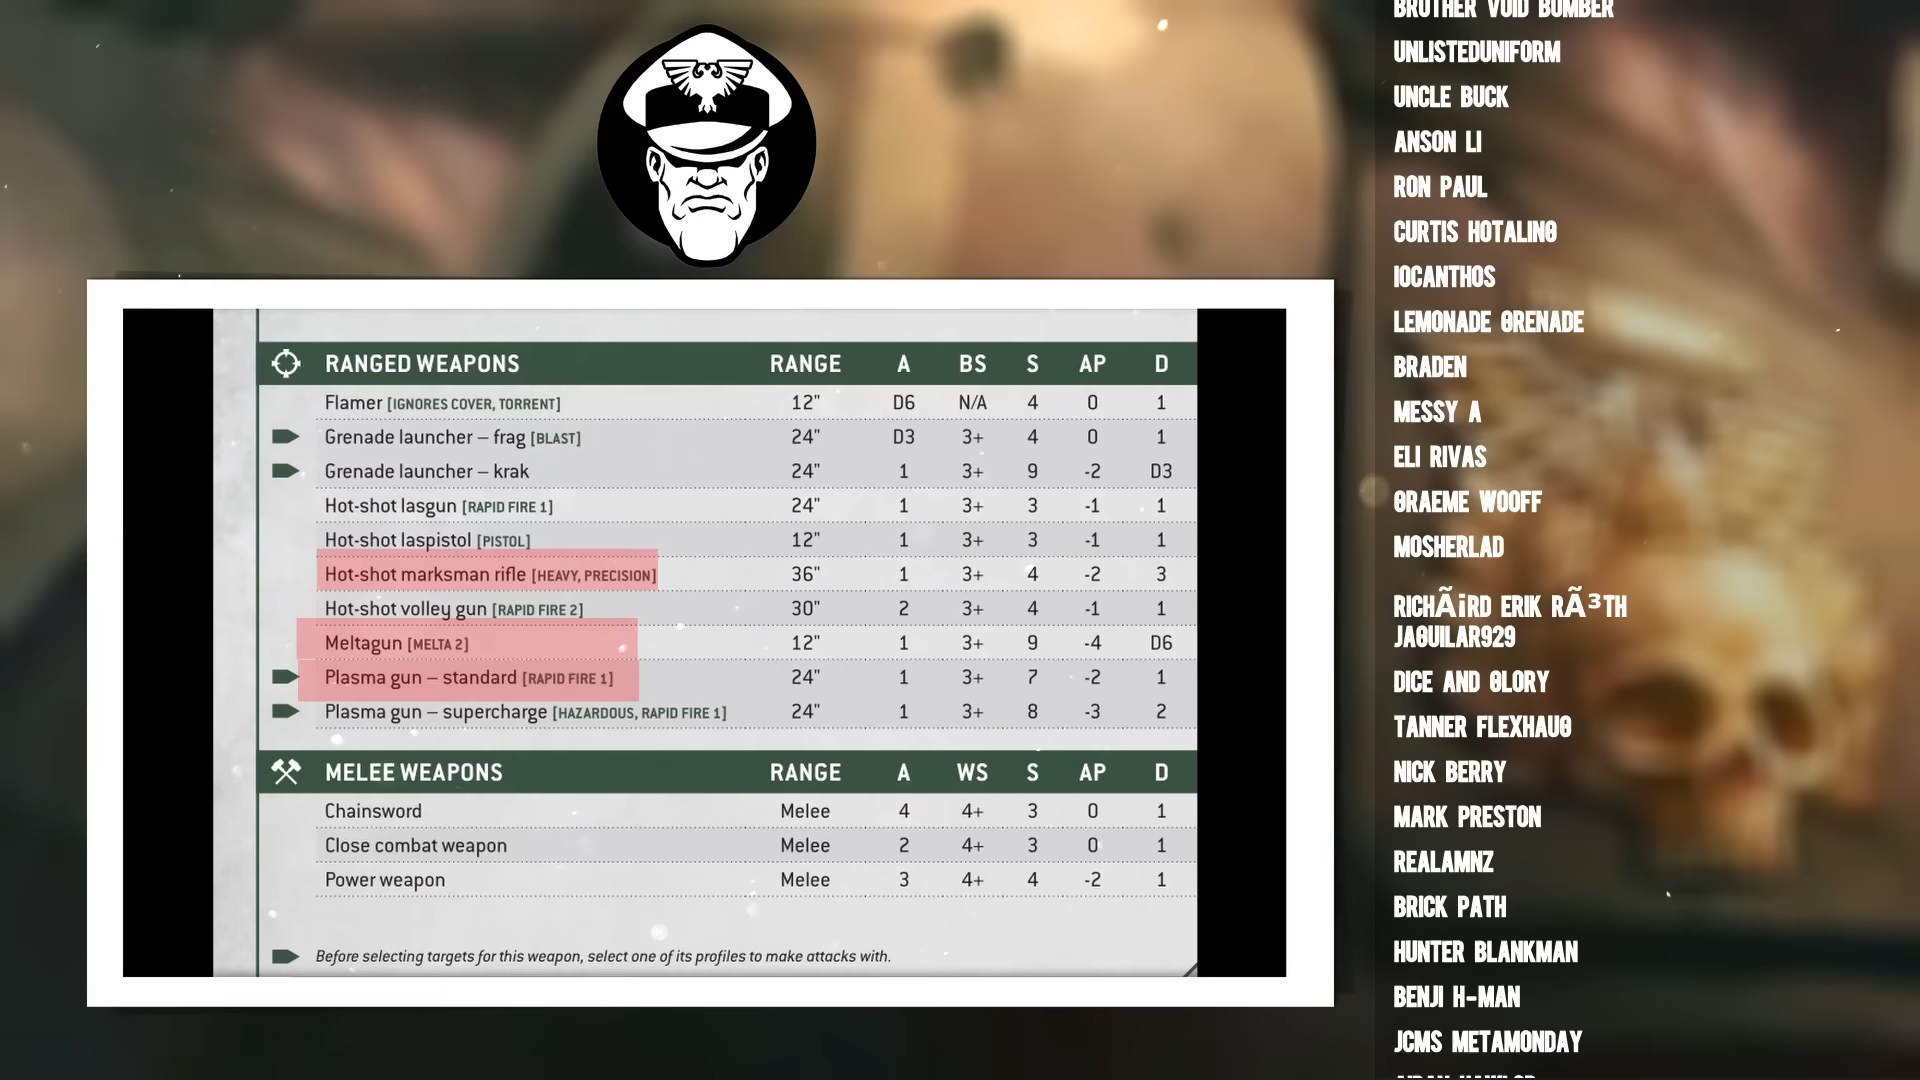 RANGED WEAPONS RANGE A BS S AP D
Flamer [IGNORES COVER, TORRENT] 12" D6 N/A 4 0 1
Grenade launcher – frag [BLAST] 24" D3 3+ 4 0 1
Grenade launcher – krak 24" 1 3+ 9 -2 D3
Hot-shot lasgun [RAPID FIRE 1] 24" 1 3+ 3 -1 1
Hot-shot laspistol [PISTOL] 12" 1 3+ 3 -1 1
Hot-shot marksman rifle [HEAVY, PRECISION] 36" 1 3+ 4 -2 3
Hot-shot volley gun [RAPID FIRE 2] 30" 2 3+ 4 -1 1
Meltagun [MELTA 2] 12" 1 3+ 9 -4 D6
Plasma gun – standard [RAPID FIRE 1] 24" 1 3+ 7 -2 1
Plasma gun – supercharge [HAZARDOUS, RAPID FIRE 1] 24" 1 3+ 8 -3 2
MELEE WEAPONS RANGE A WS S AP D
Chainsword Melee 4 4+ 3 0 1
Close combat weapon Melee 2 4+ 3 0 1
Power weapon Melee 3 4+ 4 -2 1
Before selecting targets for this weapon, select one of its profiles to make attacks with.
BROTHER VOID BOMBER
UNLISTEDUNIFORM
UNCLE BUCK
ANSON LI
RON PAUL
CURTIS HOTALING
IOCANTHOS
LEMONADE GRENADE
BRADEN
MESSY A
ELI RIVAS
GRAEME WOOFF
MOSHERLAD
RICHÃ¡RD ERIK RÃ³TH
JAGUILAR929
DICE AND GLORY
TANNER FLEXHAUG
NICK BERRY
MARK PRESTON
REALAMNZ
BRICK PATH
HUNTER BLANKMAN
BENJI H-MAN
JCMS METAMONDAY